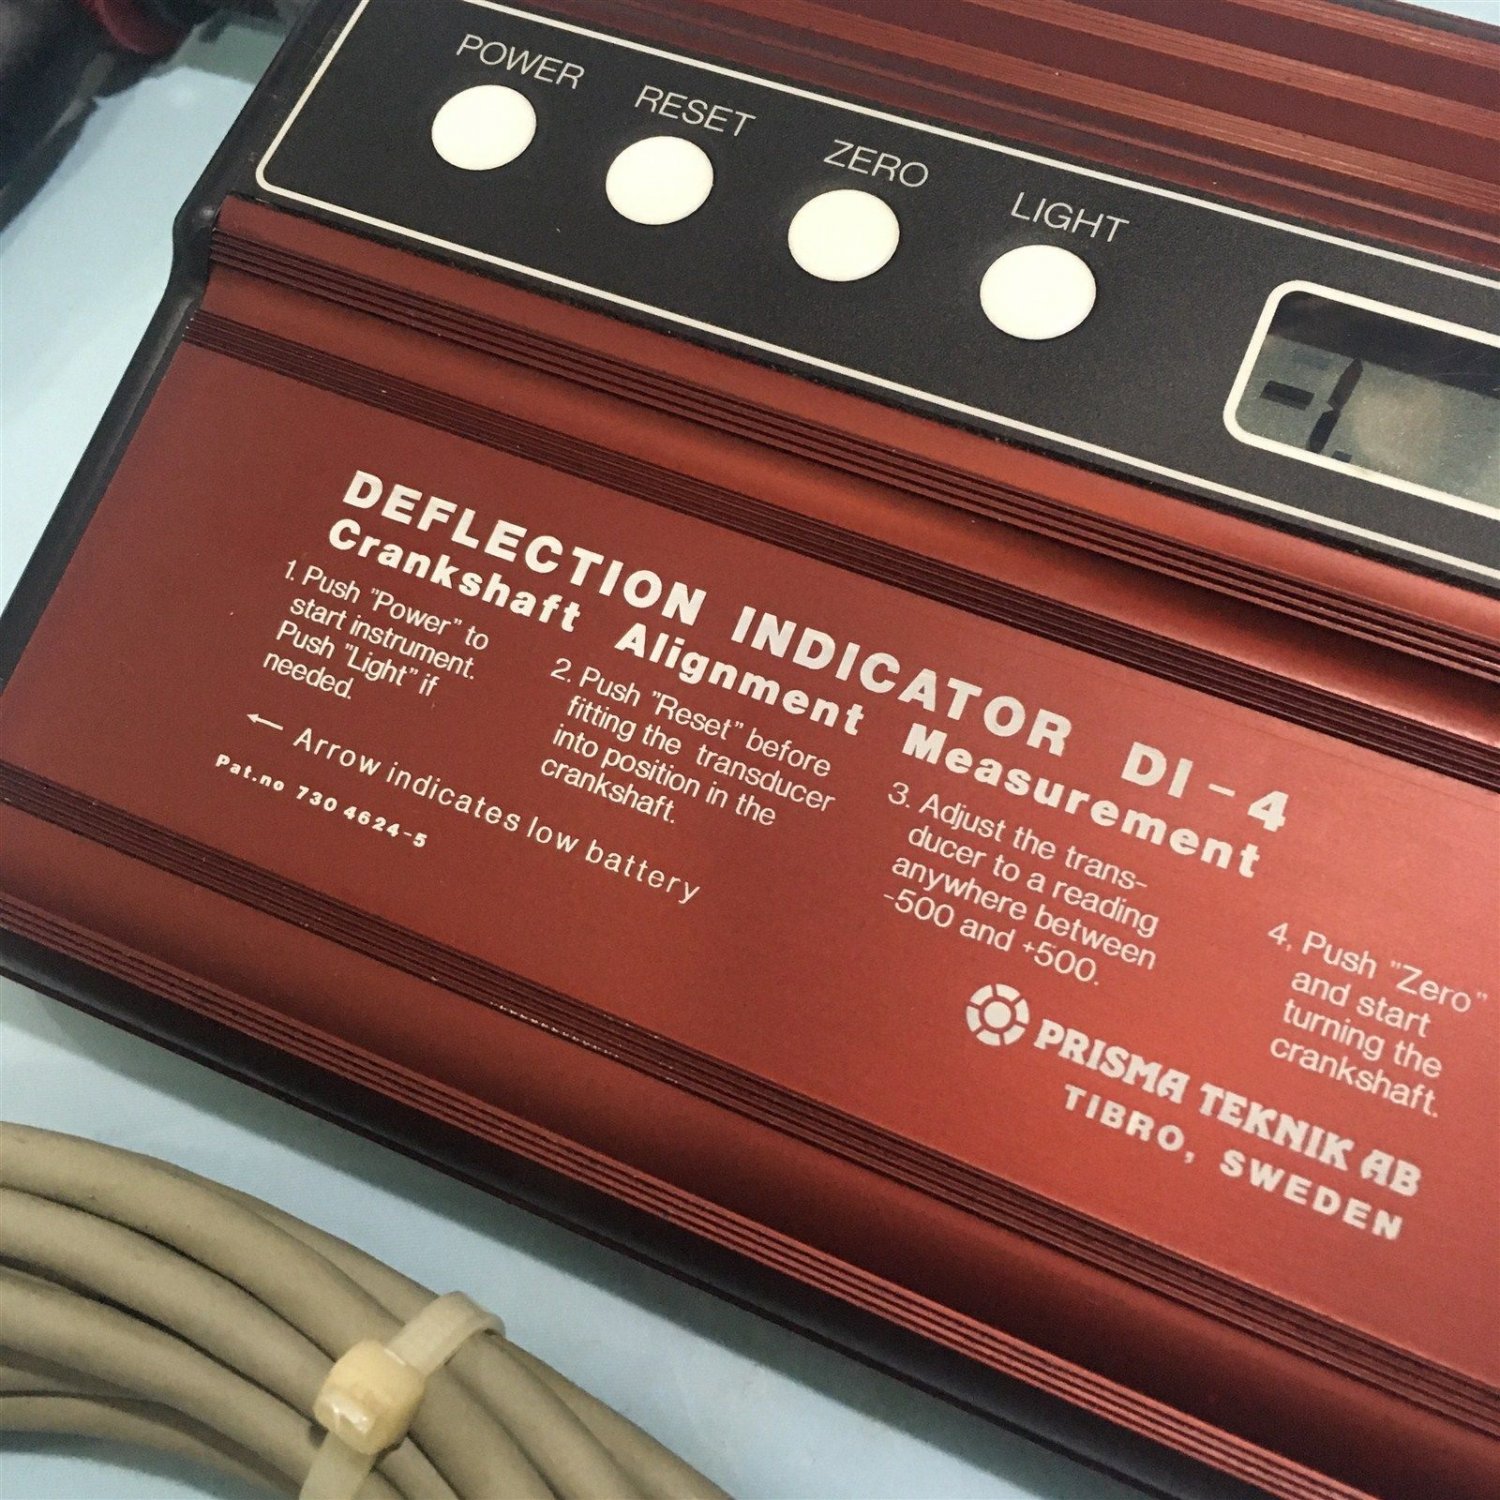 POWER
RESET
ZERO
LIGHT
DEFLECTION INDICATOR DI-4
Crankshaft Alignment Measurement
1. Push "Power" to
start instrument.
Push "Light" if
needed.
2. Push "Reset" before
fitting the transducer
into position in the
crankshaft.
3. Adjust the trans-
ducer to a reading
anywhere between
-500 and +500.
4. Push "Zero"
and start
turning the
crankshaft.
← Arrow indicates low battery
Pat.no 730 4624-5
PRISMA TEKNIK AB
TIBRO, SWEDEN